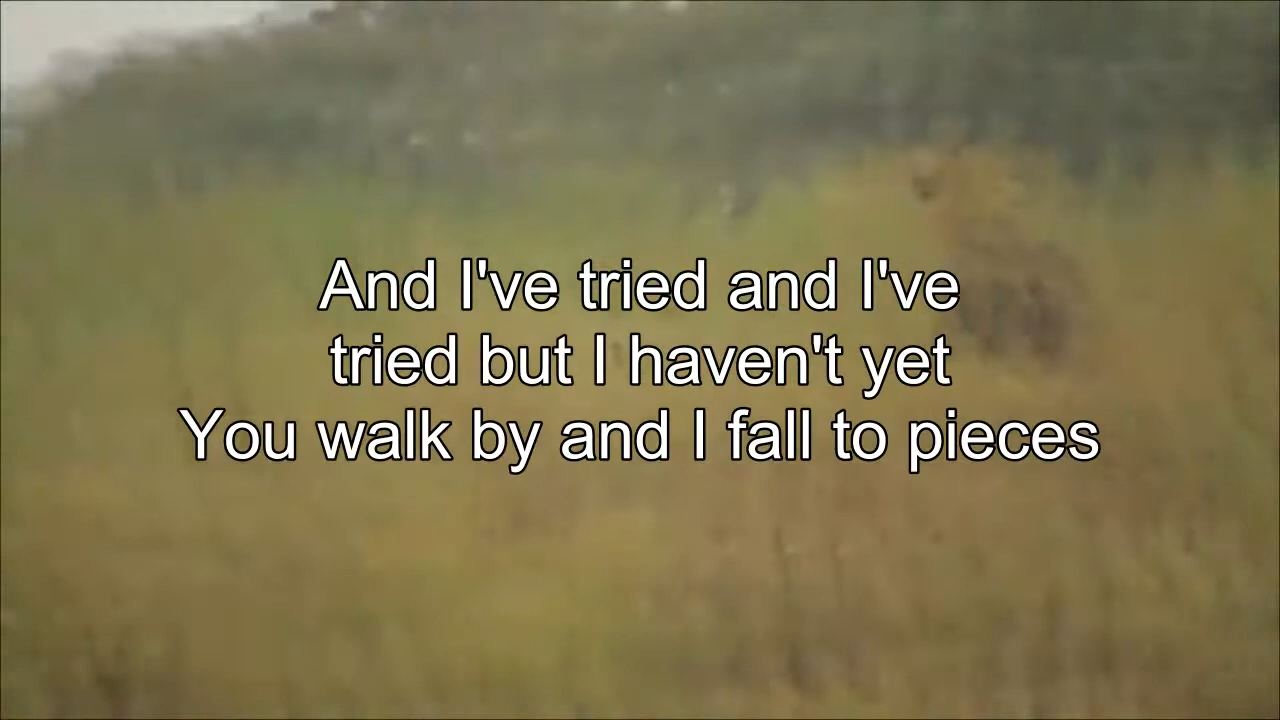 And I've tried and I've
tried but I haven't yet
You walk by and I fall to pieces